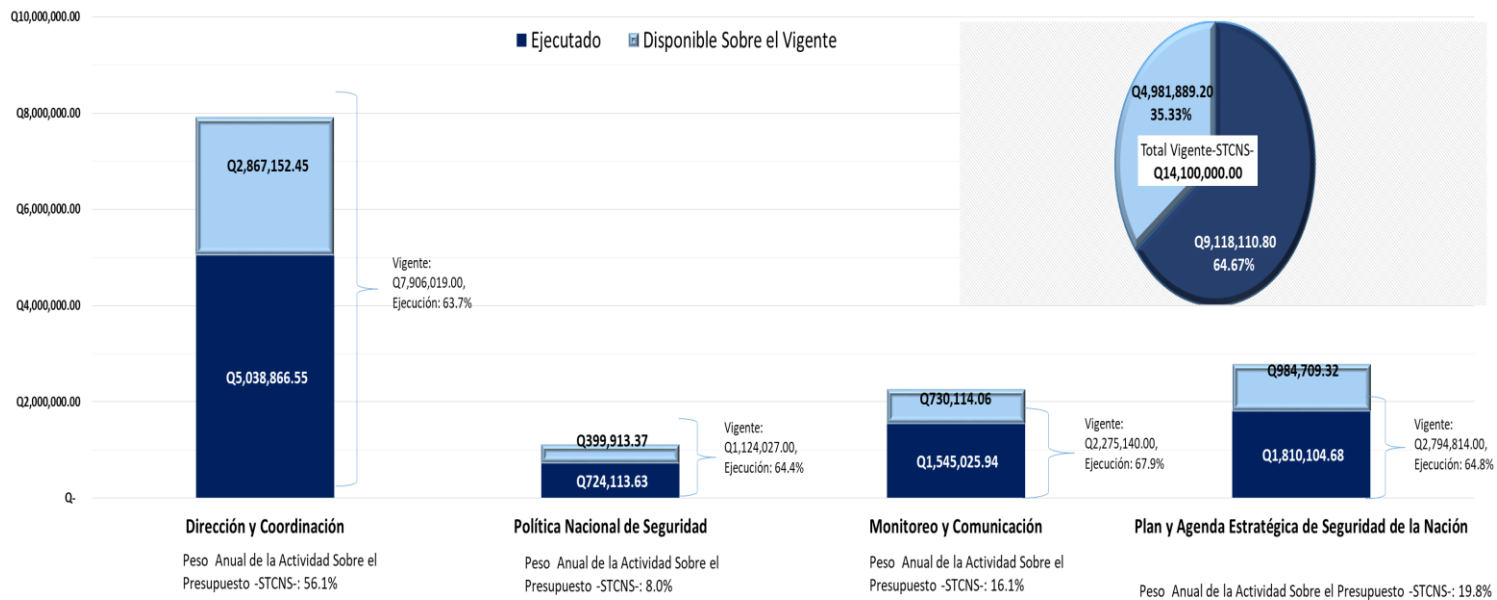 Q10,000,000.00
Q8,000,000.00
Q6,000,000.00
Q4,000,000.00
Q2,000,000.00
Q-
Ejecutado
Disponible Sobre el Vigente
Q4,981,889.20
35.33%
Total Vigente-STCNS-
Q14,100,000.00
Q9,118,110.80
64.67%
Q2,867,152.45
Q5,038,866.55
Vigente:
Q7,906,019.00,
Ejecución: 63.7%
Q399,913.37
Q724,113.63
Vigente:
Q1,124,027.00,
Ejecución: 64.4%
Q730,114.06
Q1,545,025.94
Vigente:
Q2,275,140.00,
Ejecución: 67.9%
Q984,709.32
Q1,810,104.68
Vigente:
Q2,794,814.00,
Ejecución: 64.8%
Dirección y Coordinación
Peso Anual de la Actividad Sobre el
Presupuesto -STCNS-: 56.1%
Política Nacional de Seguridad
Peso Anual de la Actividad Sobre el
Presupuesto -STCNS-: 8.0%
Monitoreo y Comunicación
Peso Anual de la Actividad Sobre el
Presupuesto -STCNS-: 16.1%
Plan y Agenda Estratégica de Seguridad de la Nación
Peso Anual de la Actividad Sobre el Presupuesto -STCNS-: 19.8%